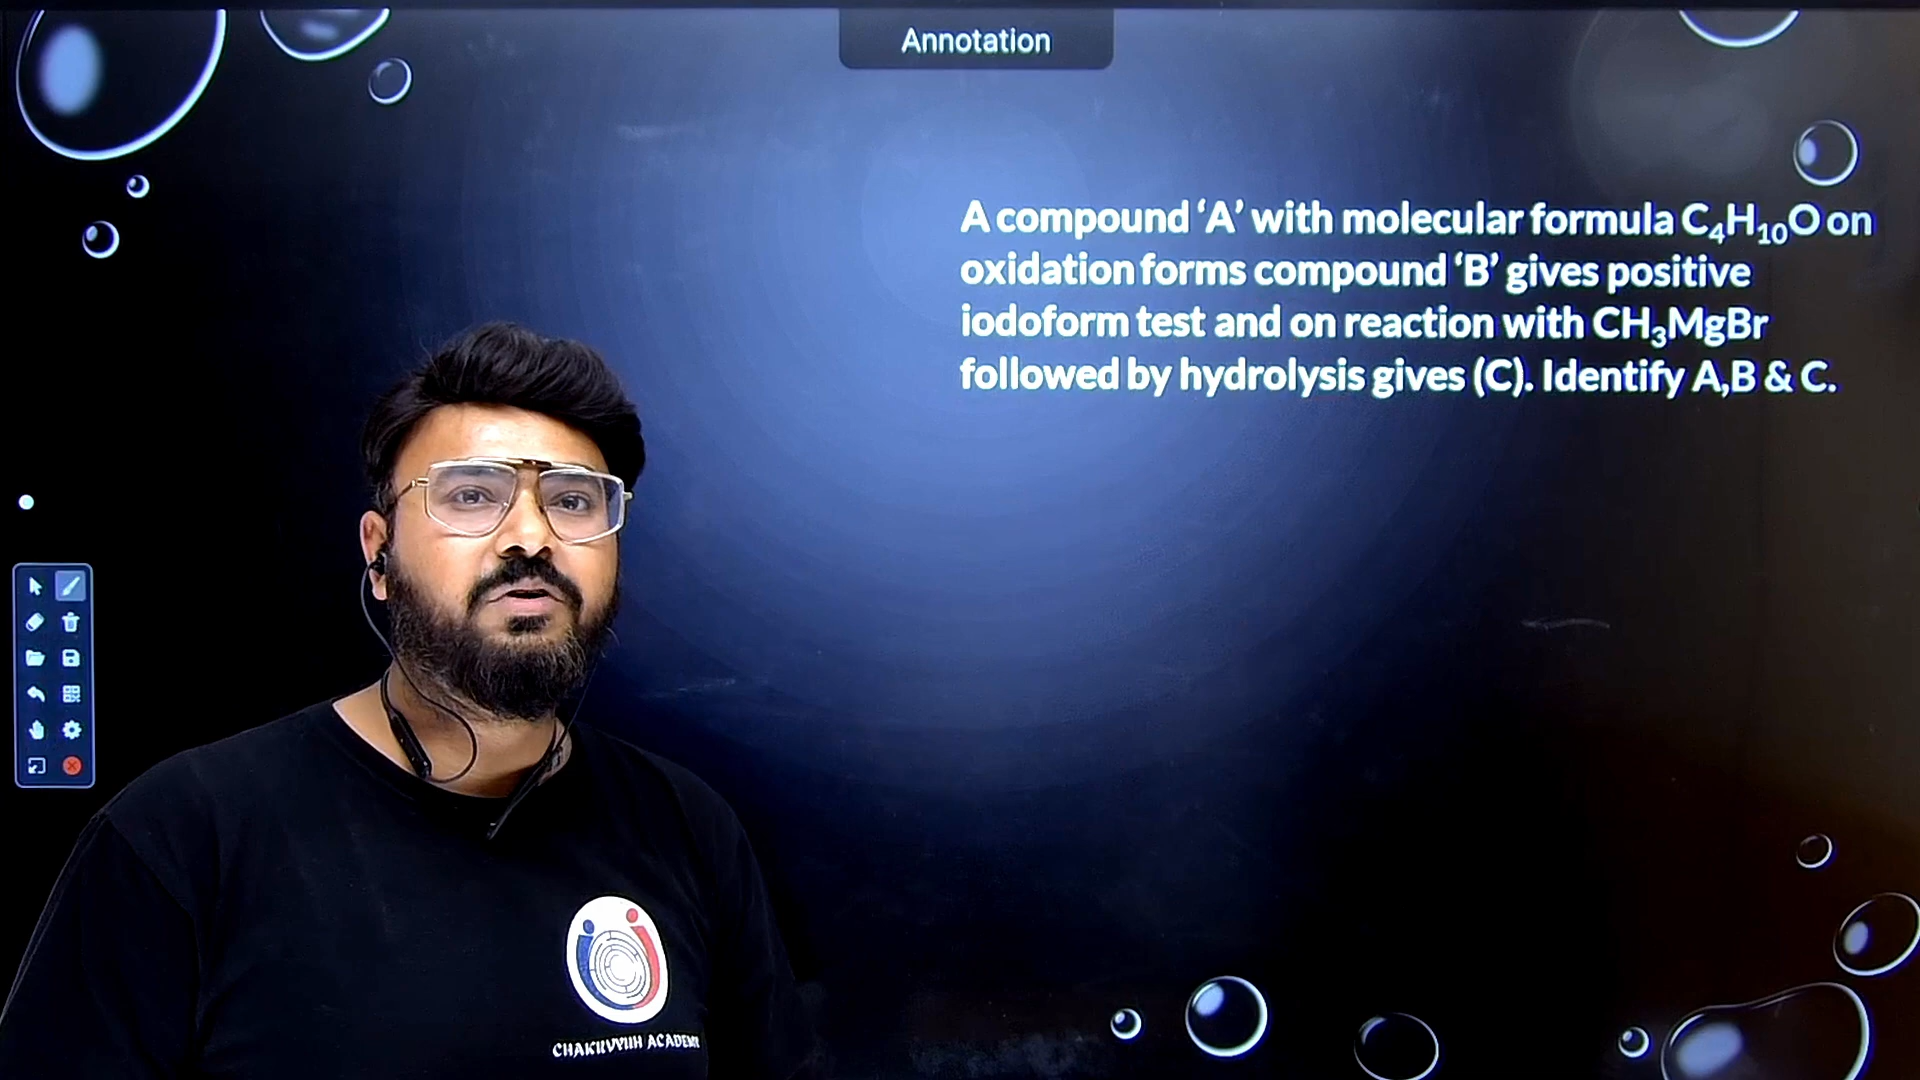 Annotation
A compound ‘A’ with molecular formula C₄H₁₀O on
oxidation forms compound ‘B’ gives positive
iodoform test and on reaction with CH₃MgBr
followed by hydrolysis gives (C). Identify A,B & C.
CHAKRVYUH ACADEMY